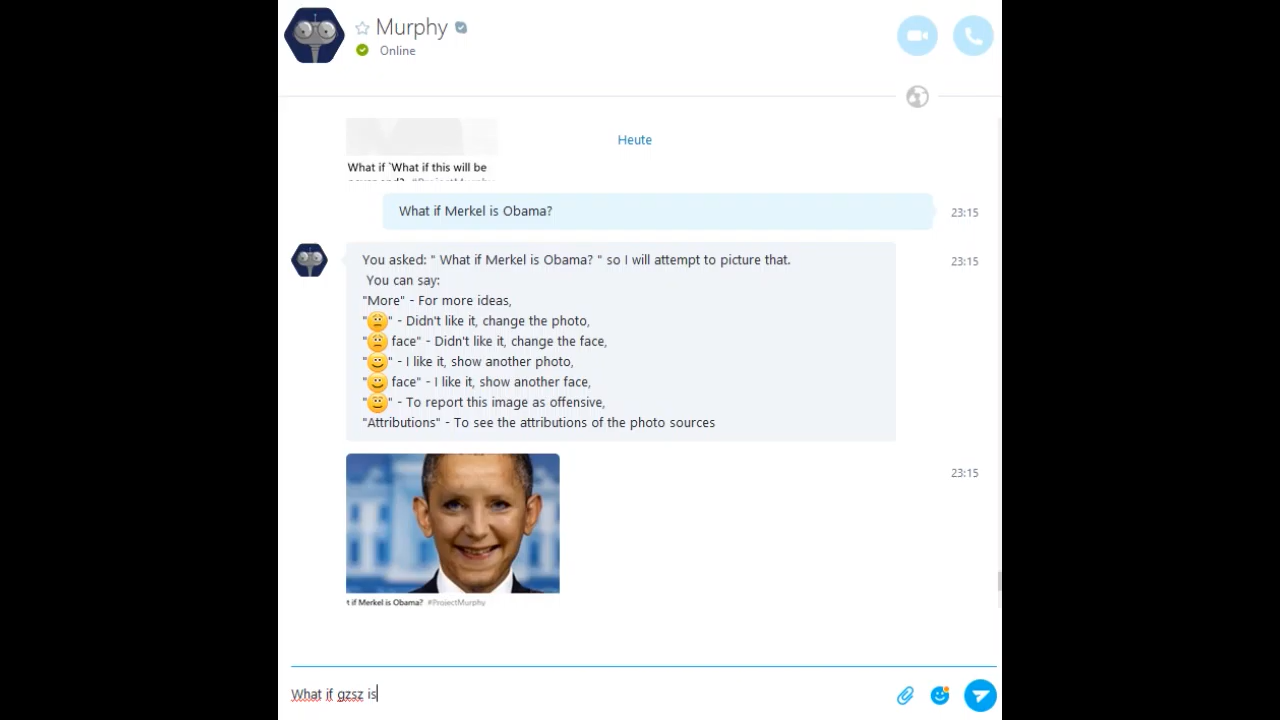 Murphy
Online
Heute
What if `What if this will be
What if Merkel is Obama?
23:15
You asked: " What if Merkel is Obama? " so I will attempt to picture that.
23:15
You can say:
"More" - For more ideas,
"" - Didn't like it, change the photo,
" face" - Didn't like it, change the face,
"" - I like it, show another photo,
" face" - I like it, show another face,
"" - To report this image as offensive,
"Attributions" - To see the attributions of the photo sources
23:15
t if Merkel is Obama? #ProjectMurphy
What if gzsz is